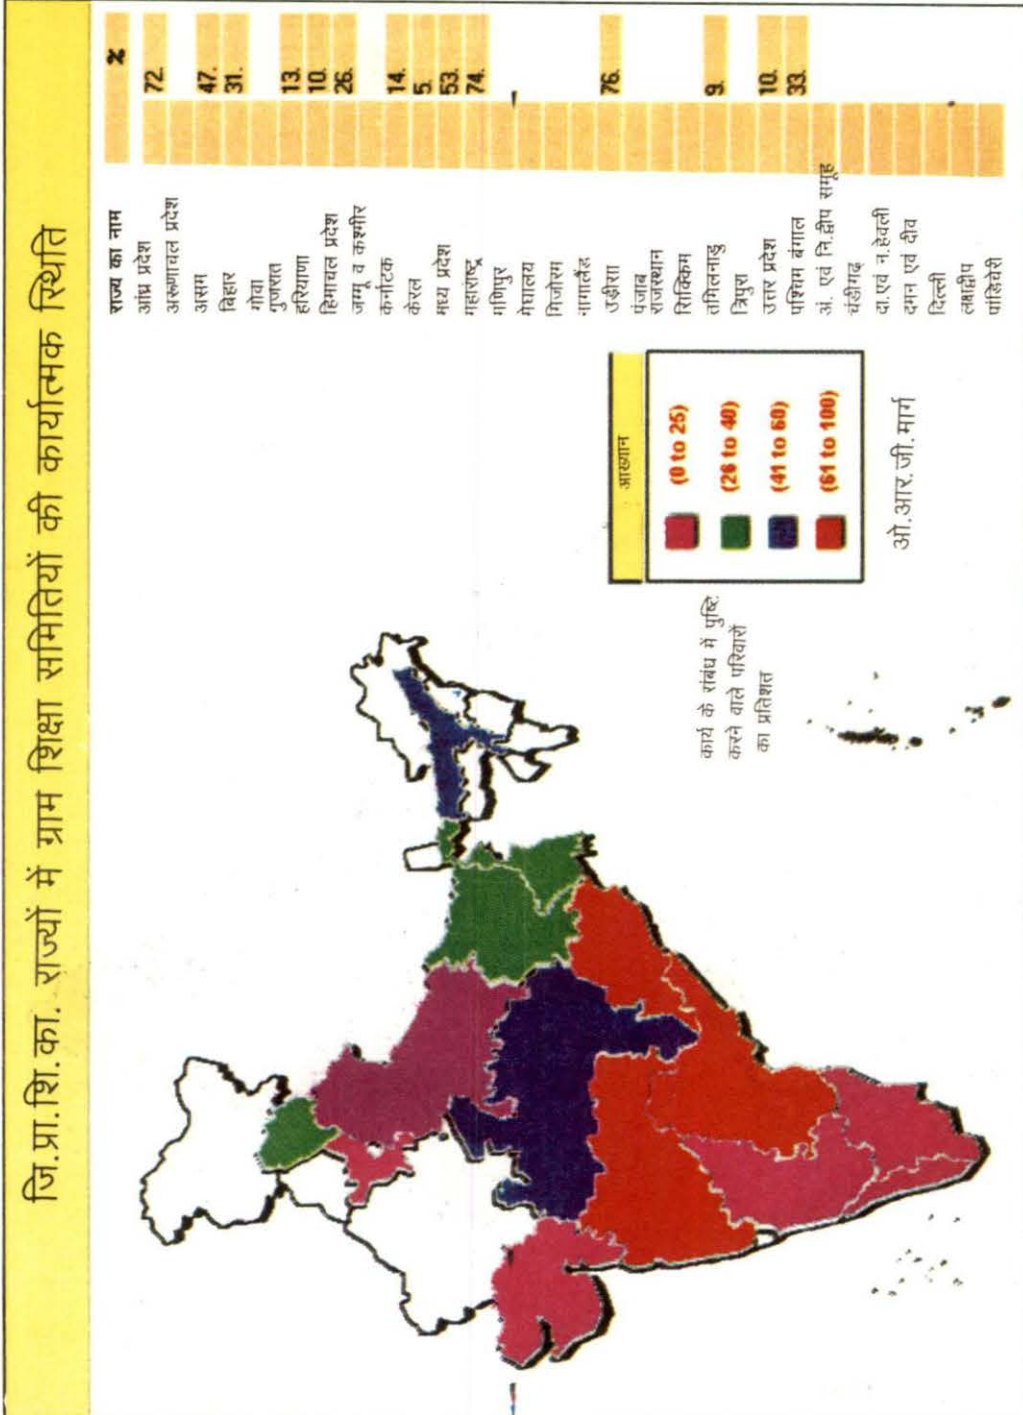 जि.प्रा.शि.का. राज्यों में ग्राम शिक्षा समितियों की कार्यात्मक स्थिति
राज्य का नाम %
आंध्र प्रदेश 72.
अरूणाचल प्रदेश
असम 47.
बिहार 31.
गोवा
गुजरात 13.
हरियाणा 10.
हिमाचल प्रदेश 26.
जम्मू व कश्मीर
कर्नाटक 14.
केरल 5.
मध्य प्रदेश 53.
महाराष्ट्र 74.
मणिपुर
मेघालय
मिजोरम
नागालैंड
उड़ीसा 76.
पंजाब
राजस्थान
सिक्किम
तमिलनाडु 9.
त्रिपुरा
उत्तर प्रदेश 10.
पश्चिम बंगाल 33.
अं. एवं नि.द्वीप समूह
चंडीगढ़
दा.एवं न.हेवली
दमन एवं दीव
दिल्ली
लक्षद्वीप
पांडिचेरी
आख्यान
(0 to 25)
(26 to 40)
(41 to 60)
(61 to 100)
ओ.आर.जी.मार्ग
कार्य के संबंध में पुष्टि
करने वाले परिवारों
का प्रतिशत